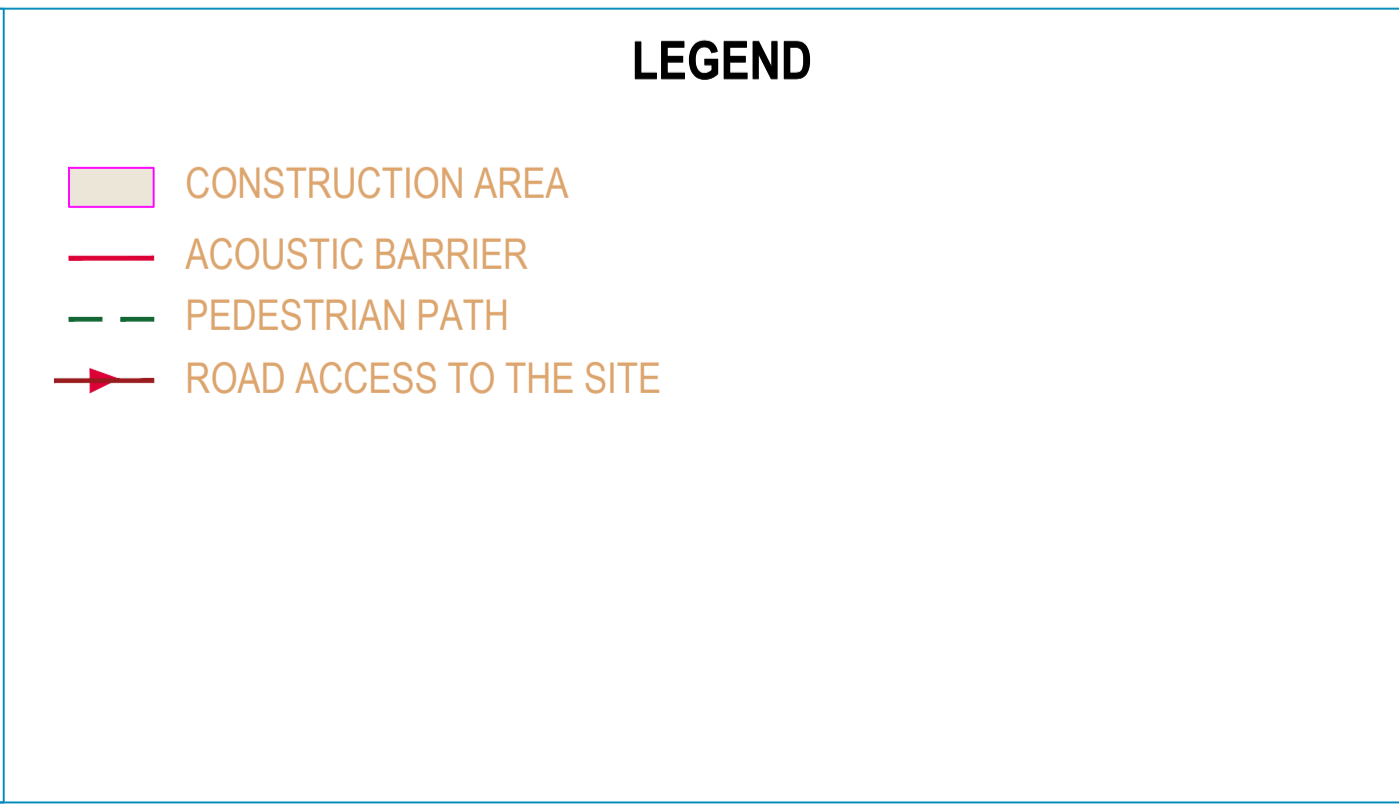 LEGEND
CONSTRUCTION AREA
ACOUSTIC BARRIER
PEDESTRIAN PATH
ROAD ACCESS TO THE SITE